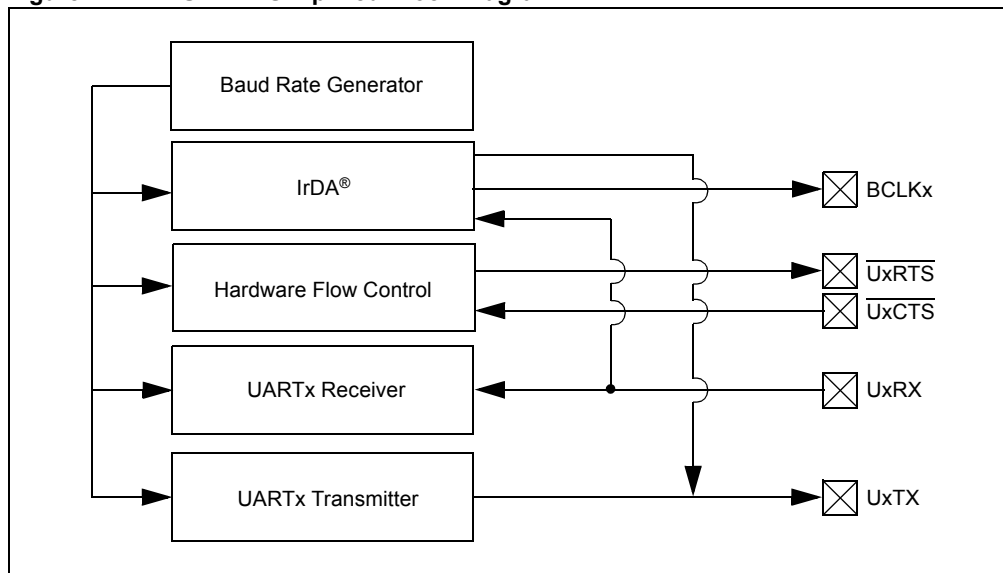 Baud Rate Generator
IrDA®
BCLKx
UxRTS
Hardware Flow Control
UxCTS
UARTx Receiver
UxRX
UARTx Transmitter
UxTX